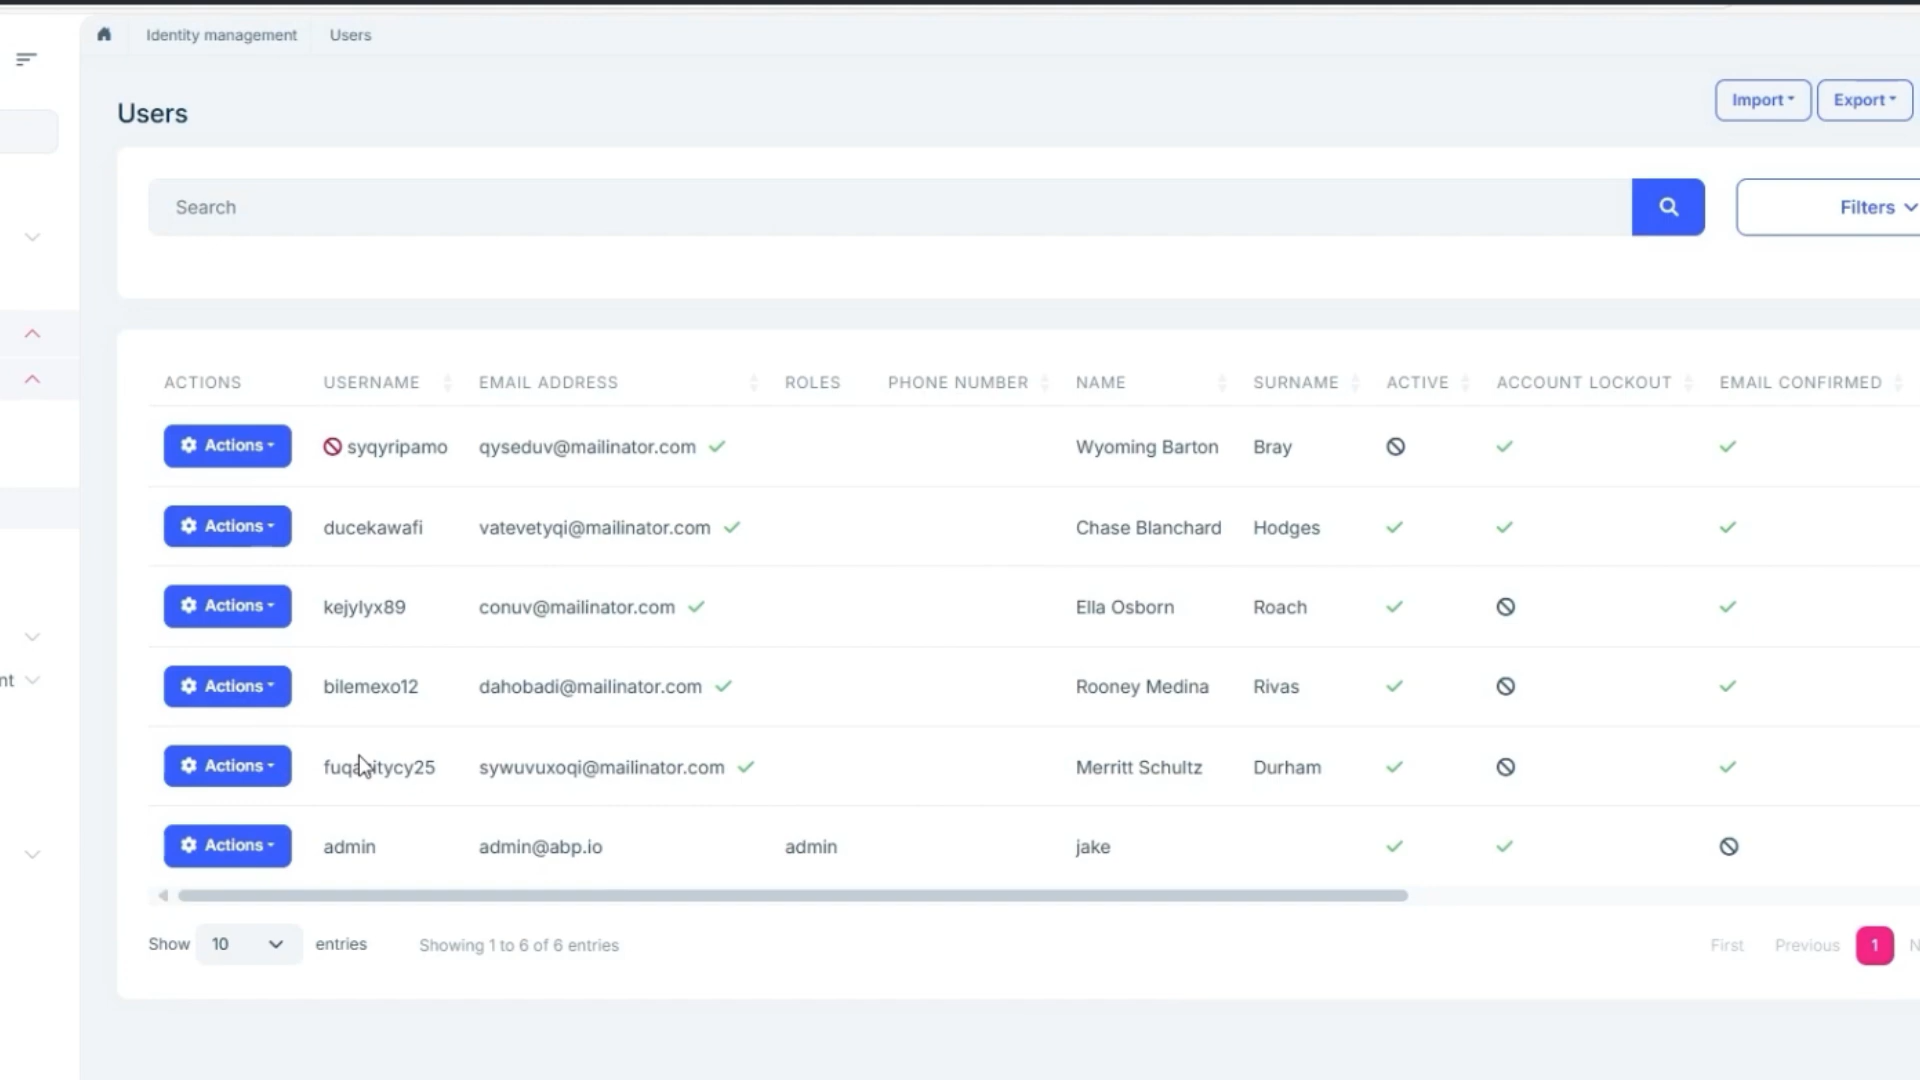 Identity management Users
Users
Import Export
Search
Filters
ACTIONS USERNAME EMAIL ADDRESS ROLES PHONE NUMBER NAME SURNAME ACTIVE ACCOUNT LOCKOUT EMAIL CONFIRMED
Actions syqyripamo qyseduv@mailinator.com Wyoming Barton Bray
Actions ducekawafi vatevetyqi@mailinator.com Chase Blanchard Hodges
Actions kejylyx89 conuv@mailinator.com Ella Osborn Roach
Actions bilemexo12 dahobadi@mailinator.com Rooney Medina Rivas
nt
Actions sywuvuxoqi@mailinator.com Merritt Schultz Durham
Actions admin admin@abp.io admin jake
Show 10 entries Showing 1 to 6 of 6 entries
First Previous 1 N